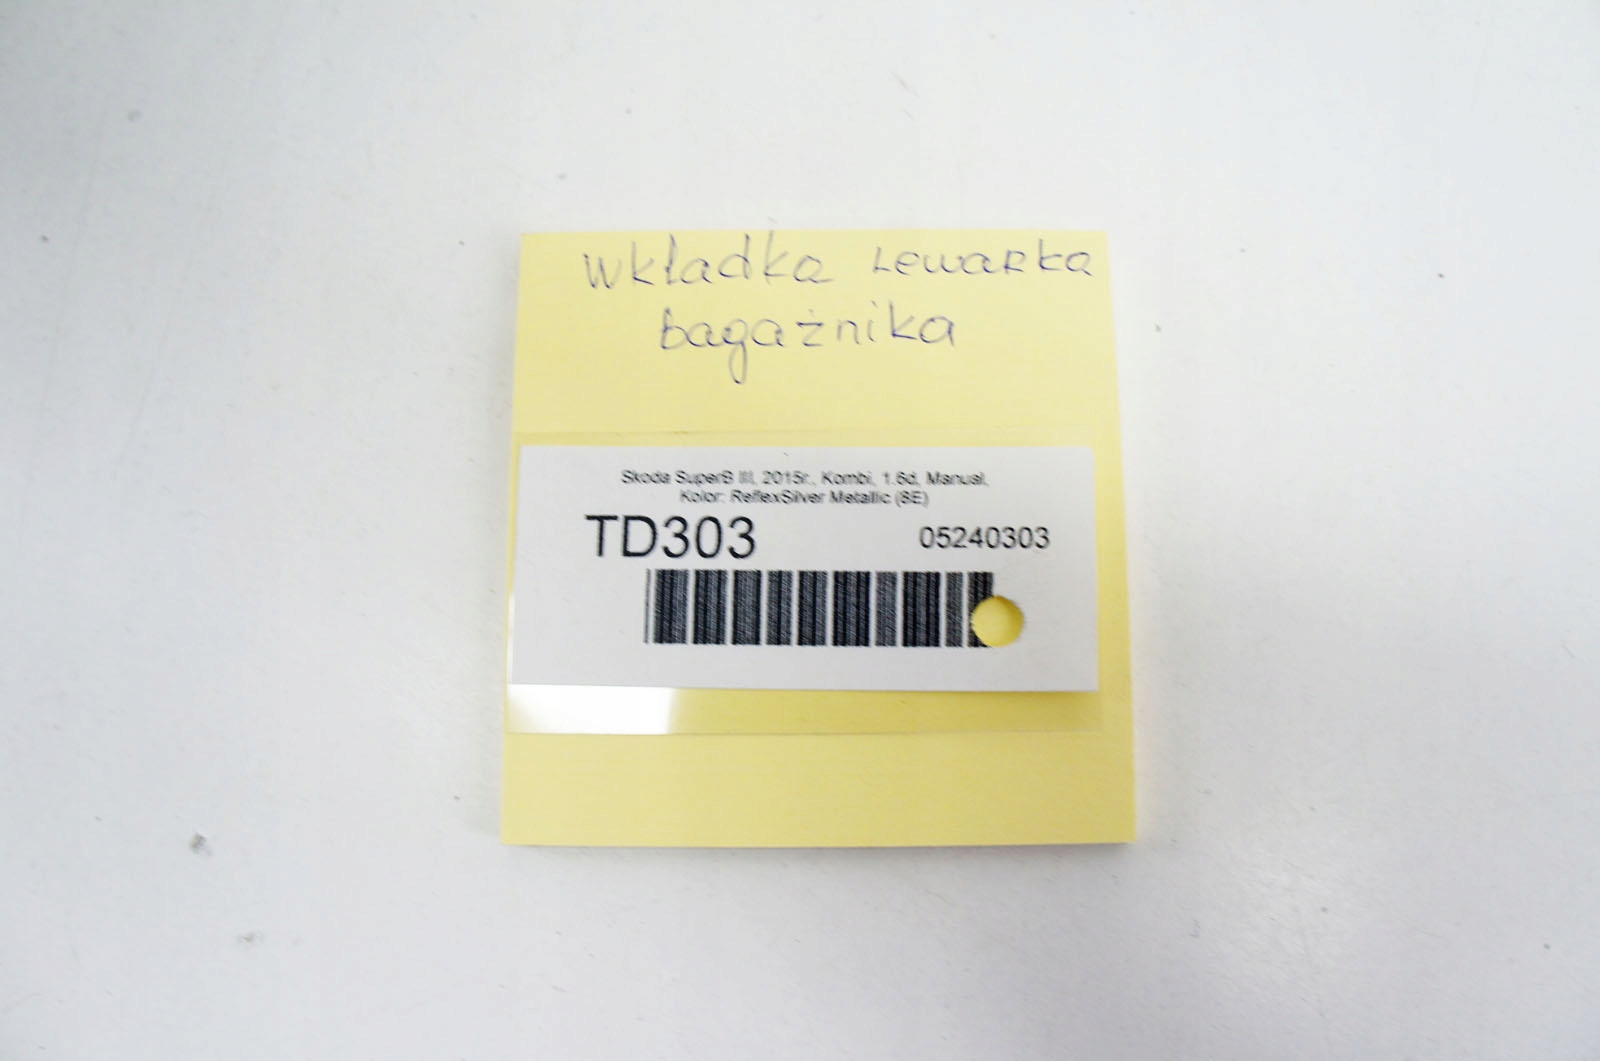 wkładka Lewarka
bagażnika
Skoda SuperB III, 2015r., Kombi, 1.6d, Manual,
Kolor: ReflexSilver Metallic (8E)
TD303
05240303